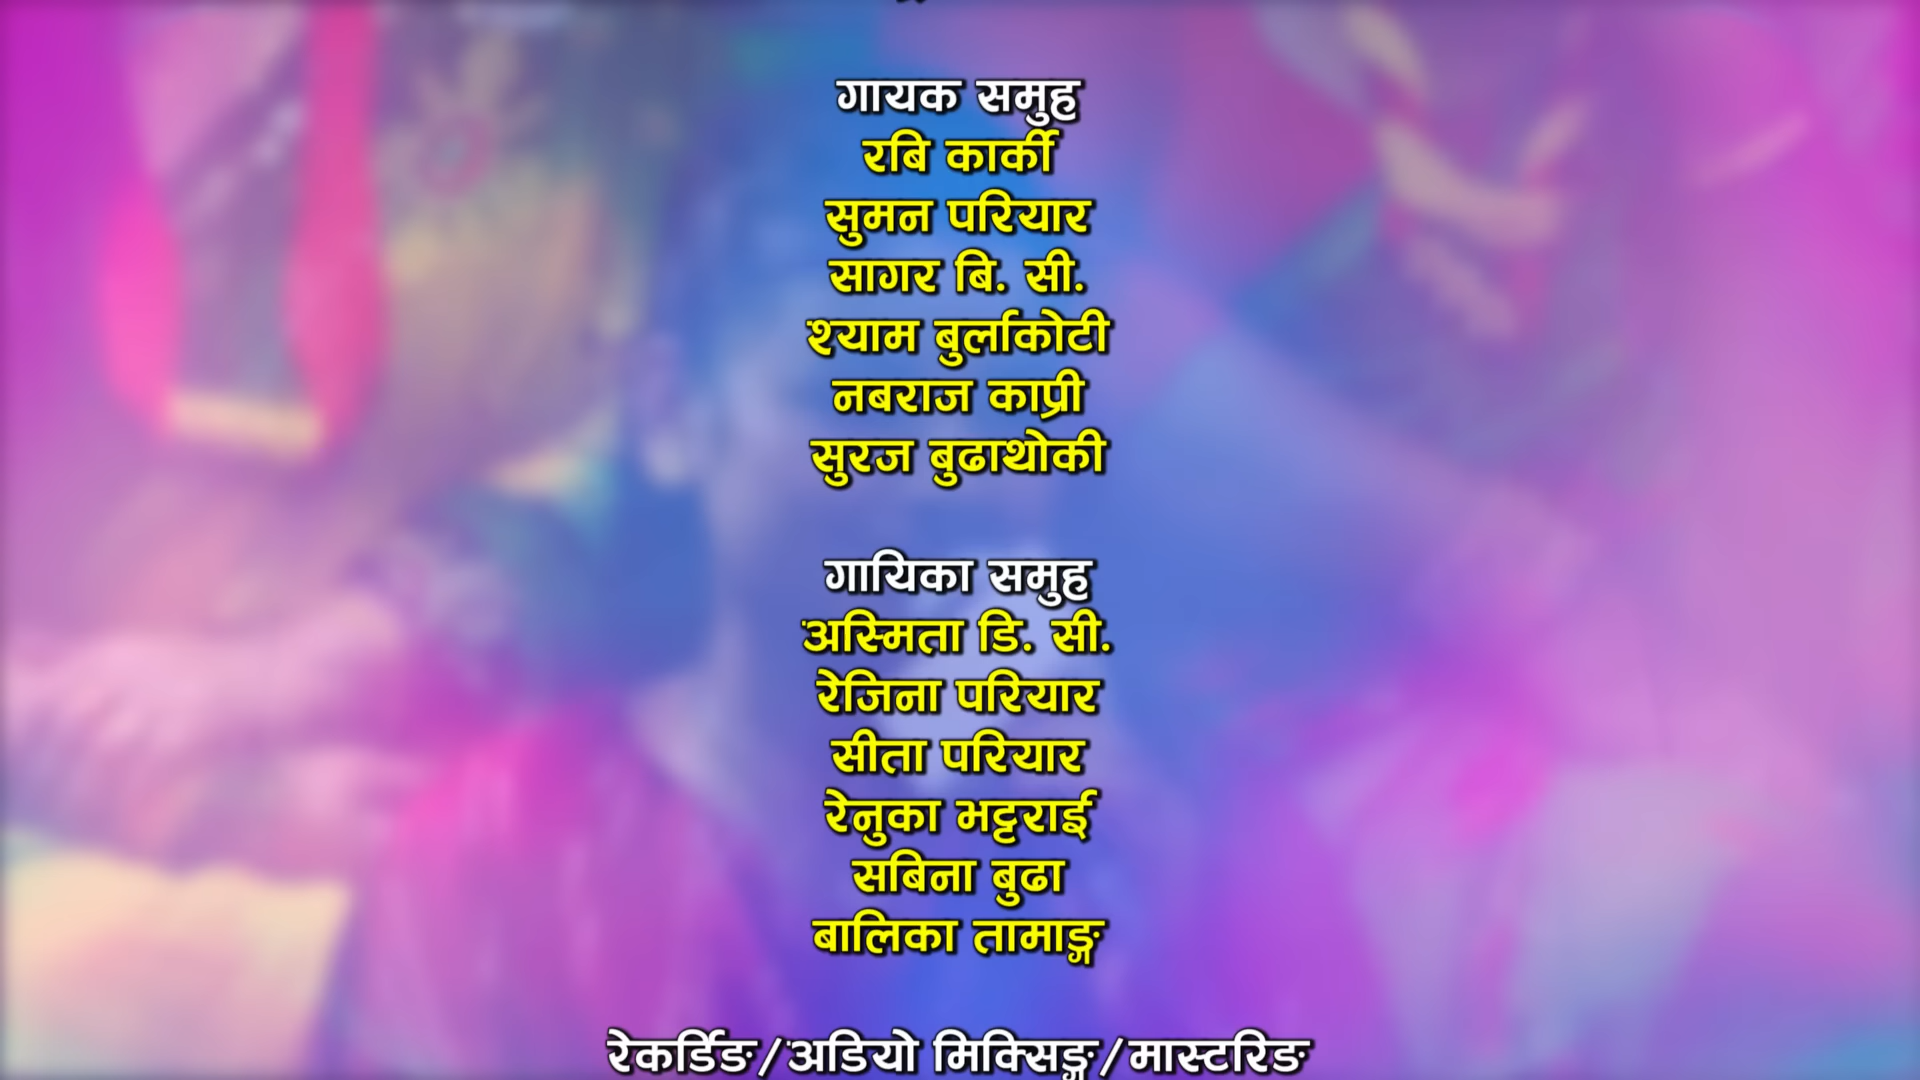 गायक समुह
रबि कार्की
सुमन परियार
सागर बि. सी.
श्याम बुर्लाकोटी
नबराज काप्री
सुरज बुढाथोकी
गायिका समुह
अस्मिता डि. सी.
रेजिना परियार
सीता परियार
रेनुका भट्टराई
सबिना बुढा
बालिका तामाङ्ग
रेकर्डिङ/अडियो मिक्सिङ्ग/मास्टरिङ